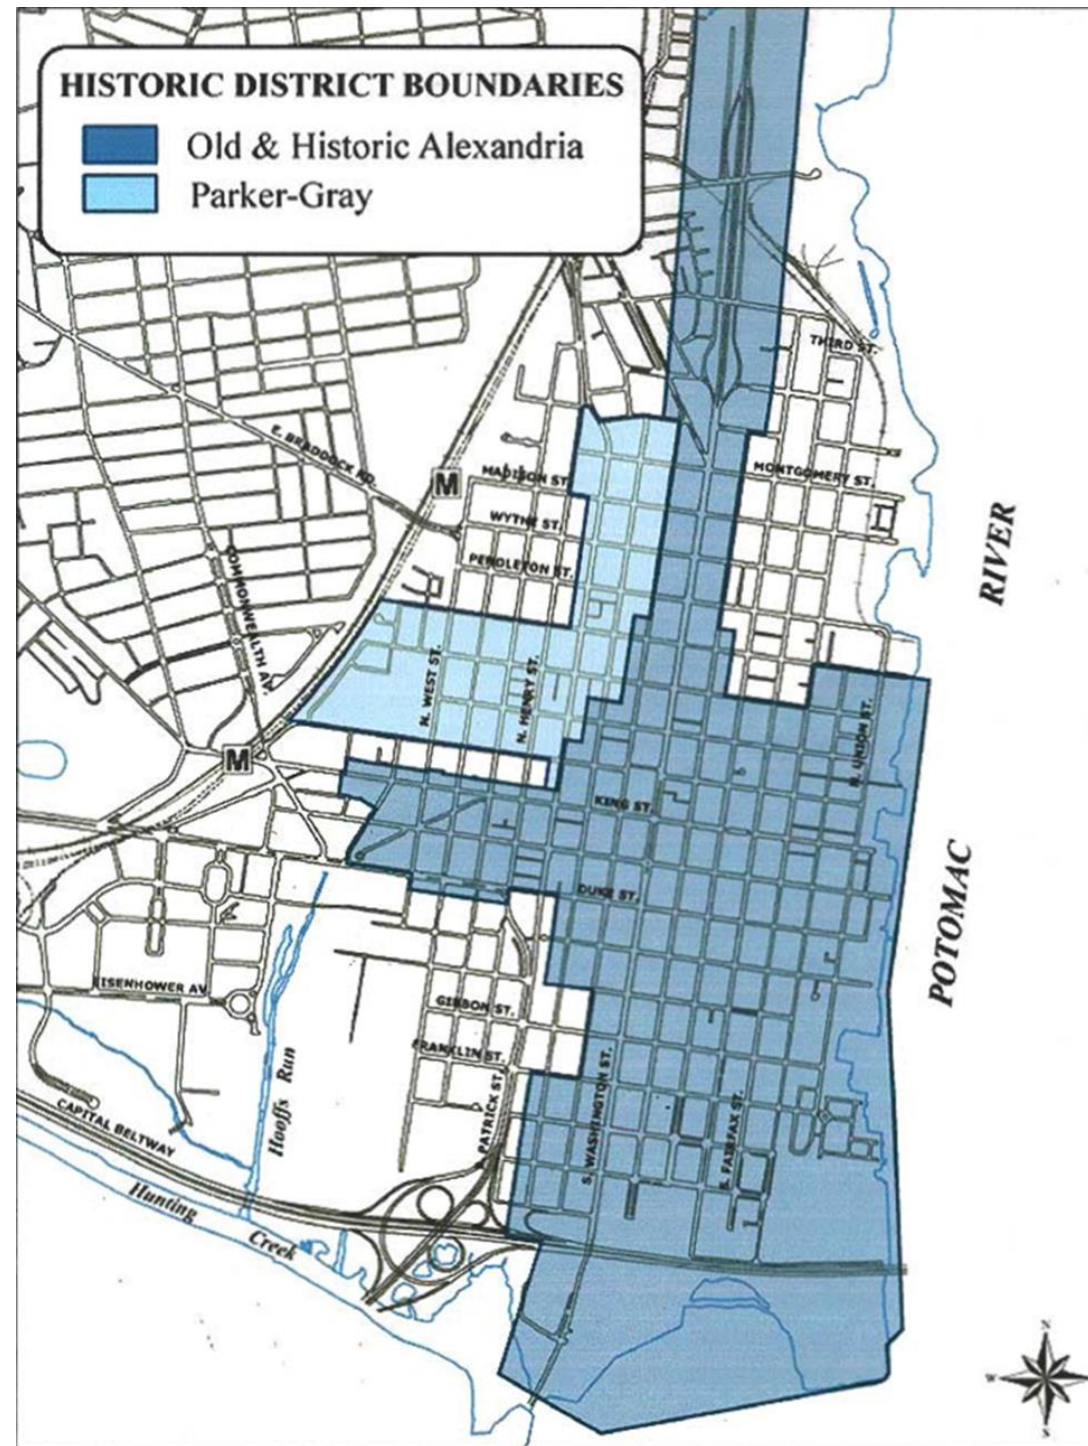 HISTORIC DISTRICT BOUNDARIES
Old & Historic Alexandria
Parker-Gray
THIRD ST.
E. BRADDOCK RD.
M
MADISON ST.
MONTGOMERY ST.
WYTHE ST.
PENDLETON ST.
COMMONWEALTH AV.
RIVER
N. WEST ST.
N. HENRY ST.
N. UNION ST.
M
KING ST.
DUKE ST.
POTOMAC
EISENHOWER AV
GIBBON ST.
FRANKLIN ST.
Hooffs Run
S. WASHINGTON ST.
PATRICK ST.
S. FAIRFAX ST.
CAPITAL BELTWAY
Hunting
Creek
N
W
S